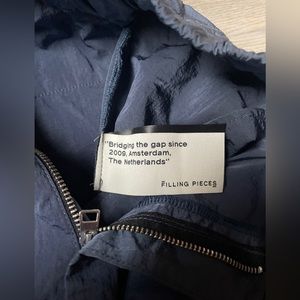 "Bridging the gap since
2009, Amsterdam,
The Netherlands"
FILLING PIECES